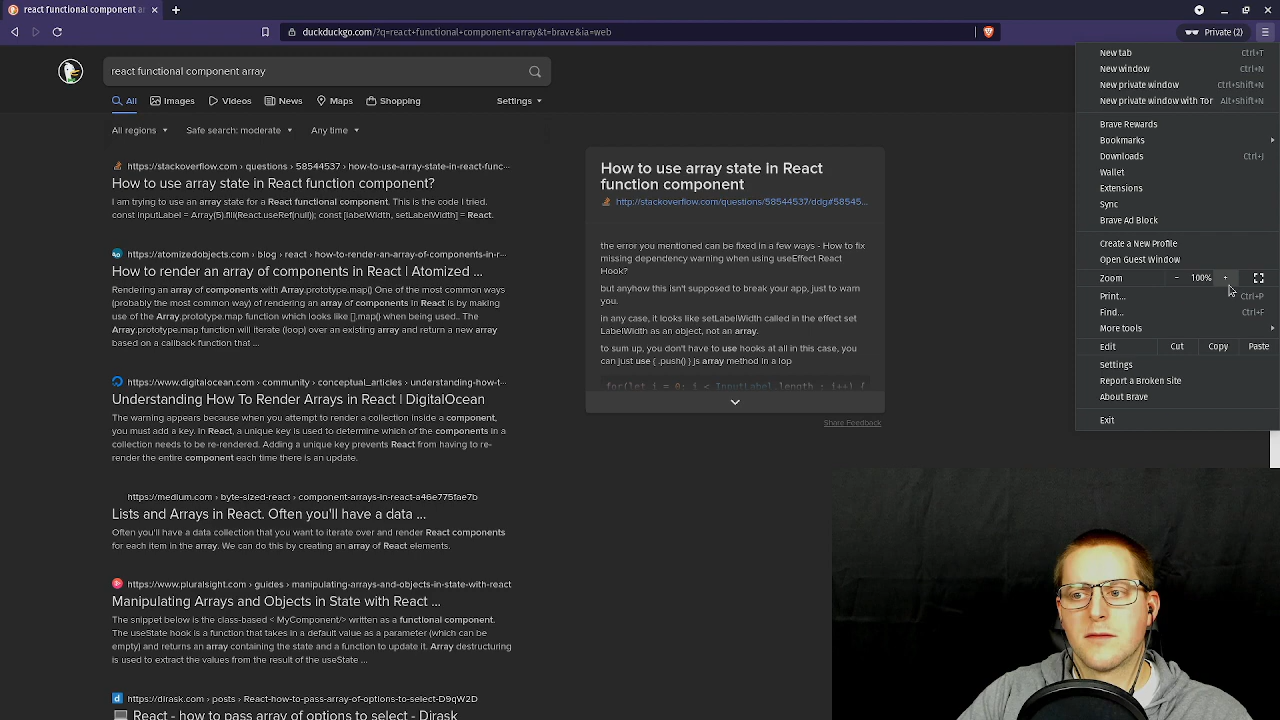 react functional component ar
duckduckgo.com/?q=react+functional+component+array&t=brave&ia=web
Private (2)
react functional component array
All
Images
Videos
News
Maps
Shopping
Settings
All regions
Safe search: moderate
Any time
https://stackoverflow.com › questions › 58544537 › how-to-use-array-state-in-react-func...
How to use array state in React function component?
I am trying to use an array state for a React functional component. This is the code I tried.
const inputLabel = Array(5).fill(React.useRef(null)); const [labelWidth, setLabelWidth] = React.
https://atomizedobjects.com › blog › react › how-to-render-an-array-of-components-in-r...
How to render an array of components in React | Atomized ...
Rendering an array of components with Array.prototype.map() One of the most common ways
(probably the most common way) of rendering an array of components in React is by making
use of the Array.prototype.map function which looks like [].map() when being used.. The
Array.prototype.map function will iterate (loop) over an existing array and return a new array
based on a callback function that ...
https://www.digitalocean.com › community › conceptual_articles › understanding-how-t...
Understanding How To Render Arrays in React | DigitalOcean
The warning appears because when you attempt to render a collection inside a component,
you must add a key. In React, a unique key is used to determine which of the components in a
collection needs to be re-rendered. Adding a unique key prevents React from having to re-
render the entire component each time there is an update.
https://medium.com › byte-sized-react › component-arrays-in-react-a46e775fae7b
Lists and Arrays in React. Often you'll have a data ...
Often you'll have a data collection that you want to iterate over and render React components
for each item in the array. We can do this by creating an array of React elements.
https://www.pluralsight.com › guides › manipulating-arrays-and-objects-in-state-with-react
Manipulating Arrays and Objects in State with React ...
The snippet below is the class-based < MyComponent/> written as a functional component.
The useState hook is a function that takes in a default value as a parameter (which can be
empty) and returns an array containing the state and a function to update it. Array destructuring
is used to extract the values from the result of the useState ...
https://dirask.com › posts › React-how-to-pass-array-of-options-to-select-D9qW2D
React - how to pass array of options to select - Dirask
How to use array state in React
function component
http://stackoverflow.com/questions/58544537/ddg#58545...
the error you mentioned can be fixed in a few ways - How to fix
missing dependency warning when using useEffect React
Hook?
but anyhow this isn't supposed to break your app, just to warn
you.
in any case, it looks like setLabelWidth called in the effect set
LabelWidth as an object, not an array.
to sum up, you don't have to use hooks at all in this case, you
can just use { .push() } js array method in a lop
for(let i = 0; i < InputLabel.length ; i++) {
Share Feedback
New tab Ctrl+T
New window Ctrl+N
New private window Ctrl+Shift+N
New private window with Tor Alt+Shift+N
Brave Rewards
Bookmarks
Downloads Ctrl+J
Wallet
Extensions
Sync
Brave Ad Block
Create a New Profile
Open Guest Window
Zoom - 100% +
Print... Ctrl+P
Find... Ctrl+F
More tools
Edit Cut Copy Paste
Settings
Report a Broken Site
About Brave
Exit